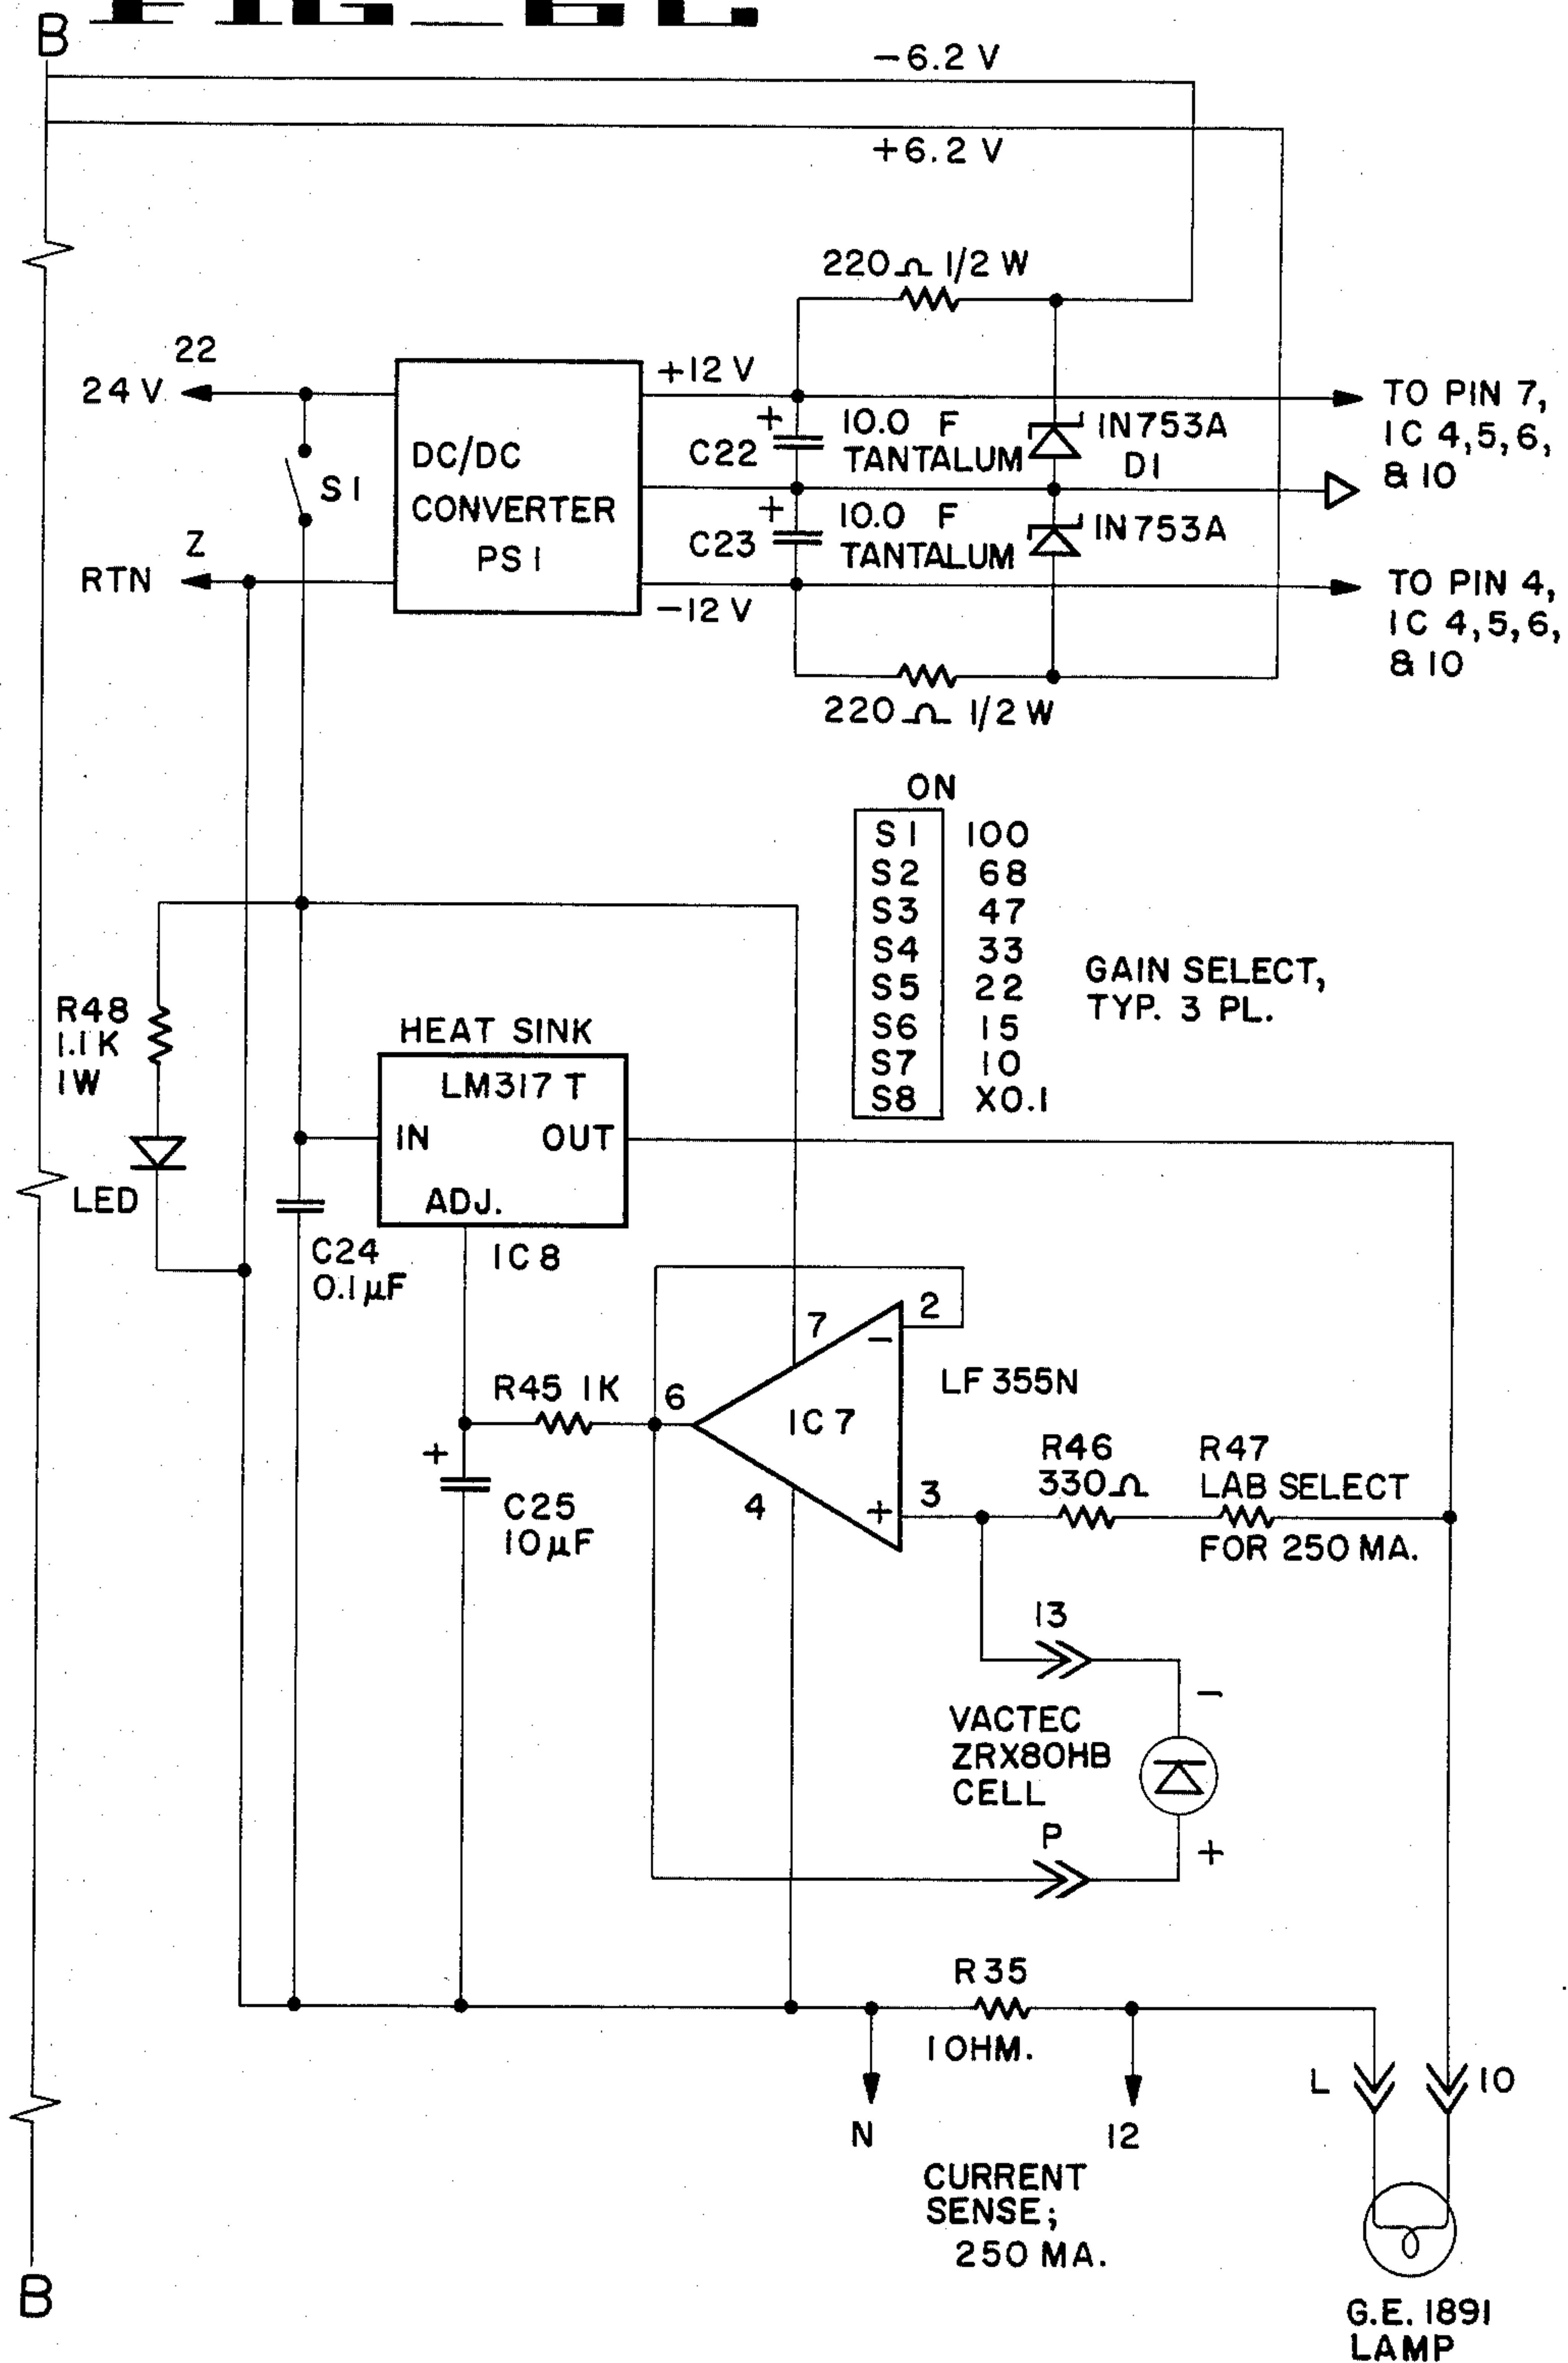 B
-6.2 V
+6.2 V
220Ω 1/2 W
22
24 V
+12 V
TO PIN 7,
IC 4,5,6,
& 10
+
C22
10.0 F
TANTALUM
IN753A
D1
DC/DC
CONVERTER
PS1
S1
+
C23
10.0 F
TANTALUM
IN753A
Z
RTN
-12 V
TO PIN 4,
IC 4,5,6,
& 10
220Ω 1/2 W
ON
S1 100
S2 68
S3 47
S4 33
S5 22
S6 15
S7 10
S8 X0.1
GAIN SELECT,
TYP. 3 PL.
R48
1.1K
1W
LED
HEAT SINK
LM317 T
IN OUT
ADJ.
IC8
C24
0.1µF
2
7
-
LF355N
R45 1K
6
IC7
+
C25
10µF
4
+
3
R46
330Ω
R47
LAB SELECT
FOR 250 MA.
13
-
VACTEC
ZRX80HB
CELL
P
+
R35
1 OHM.
L
10
N
12
CURRENT
SENSE;
250 MA.
B
G.E. 1891
LAMP